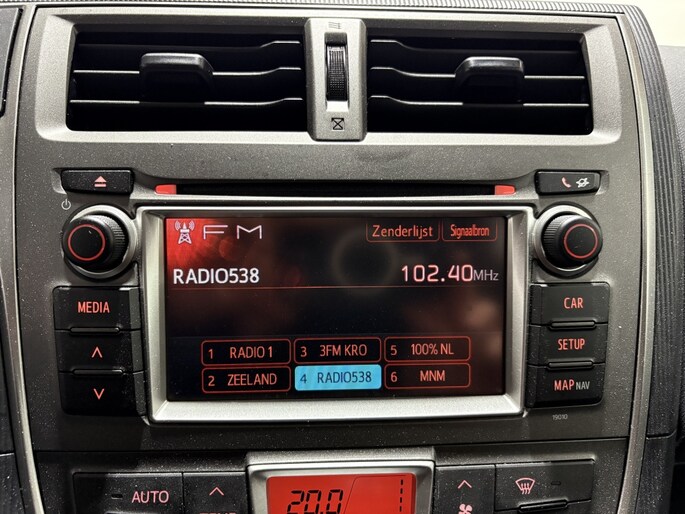 FM Zenderlijst Signaalbron
RADIO538 102.40MHz
1 RADIO 1 3 3FM KRO 5 100% NL
2 ZEELAND 4 RADIO538 6 MNM
MEDIA
CAR
SETUP
MAP NAV
19010
AUTO
20.0